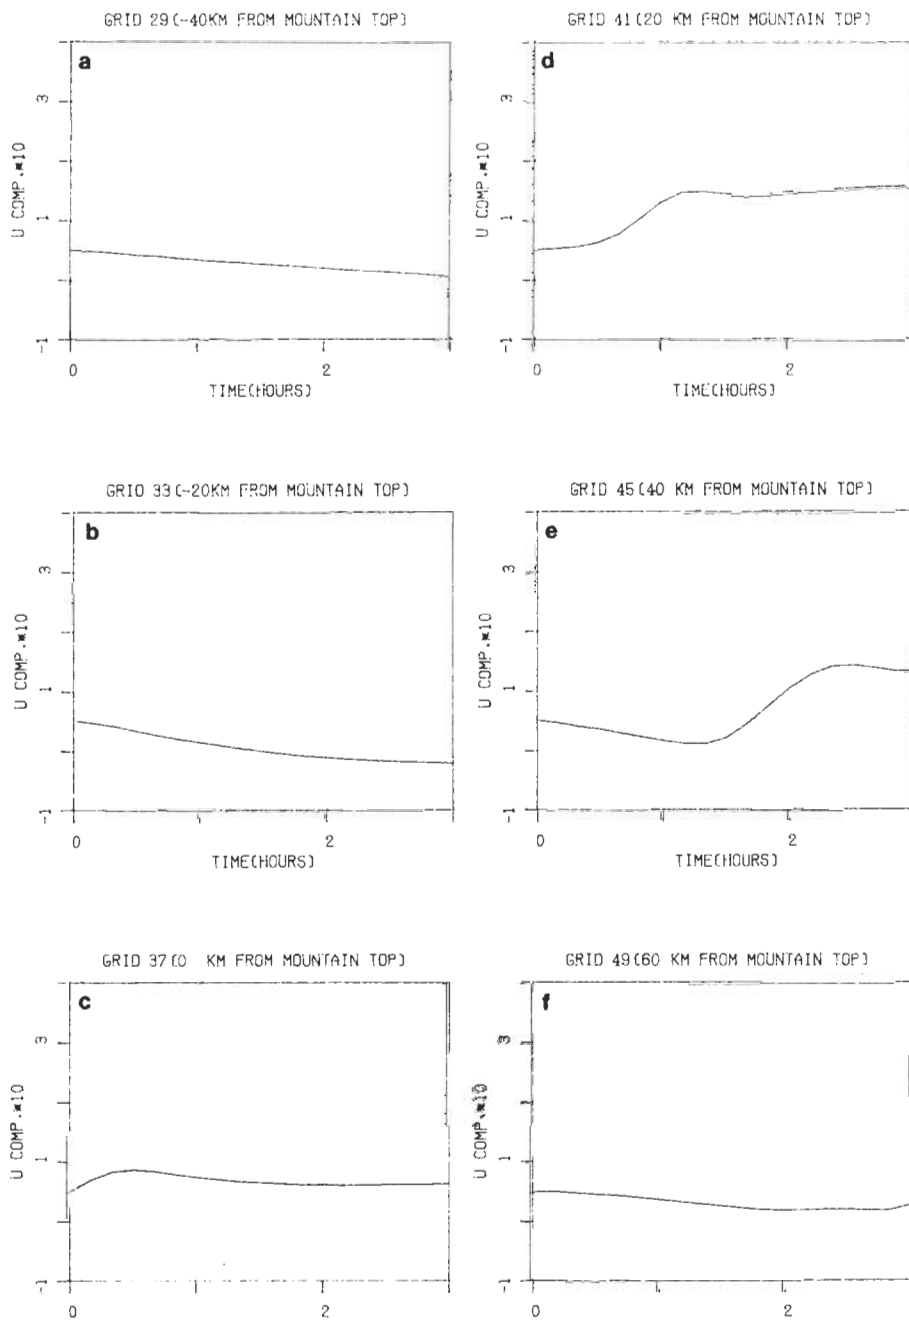 GRID 29(-40KM FROM MOUNTAIN TOP)
a
3
1
-1
U COMP.*10
0
1
2
TIME(HOURS)
GRID 41(20 KM FROM MOUNTAIN TOP)
d
3
1
-1
U COMP.*10
0
2
TIME(HOURS)
GRID 33(-20KM FROM MOUNTAIN TOP)
b
3
1
-1
U COMP.*10
0
2
TIME(HOURS)
GRID 45(40 KM FROM MOUNTAIN TOP)
e
3
1
-1
U COMP.*10
0
2
TIME(HOURS)
GRID 37(0 KM FROM MOUNTAIN TOP)
c
3
1
-1
U COMP.*10
0
2
GRID 49(60 KM FROM MOUNTAIN TOP)
f
3
1
-1
U COMP.*10
0
2